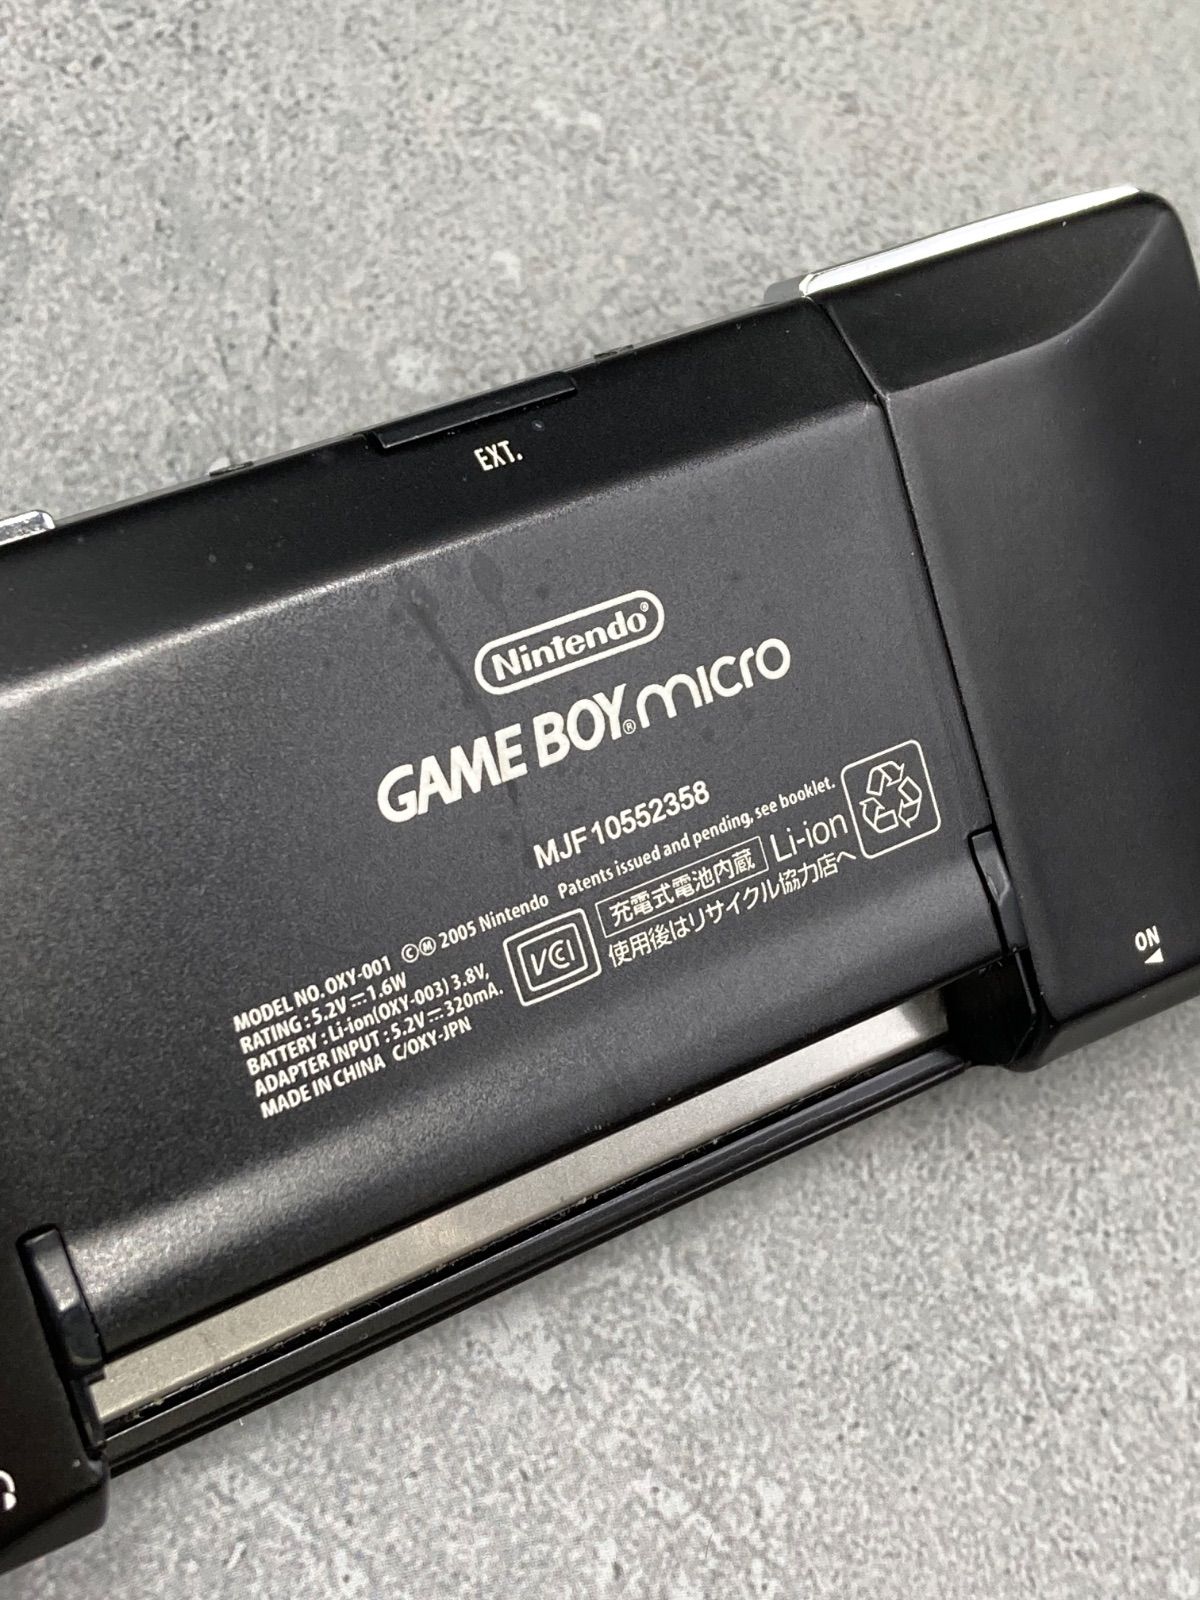 EXT.
Nintendo®
GAME BOY® micro
MJF10552358
MODEL NO. OXY-001 ©Ⓜ 2005 Nintendo Patents issued and pending, see booklet.
RATING : 5.2V⎓1.6W
BATTERY : Li-ion(OXY-003) 3.8V,
ADAPTER INPUT : 5.2V⎓320mA.
MADE IN CHINA C/OXY-JPN
VCI
充電式電池内蔵 Li-ion
使用後はリサイクル協力店へ
ON